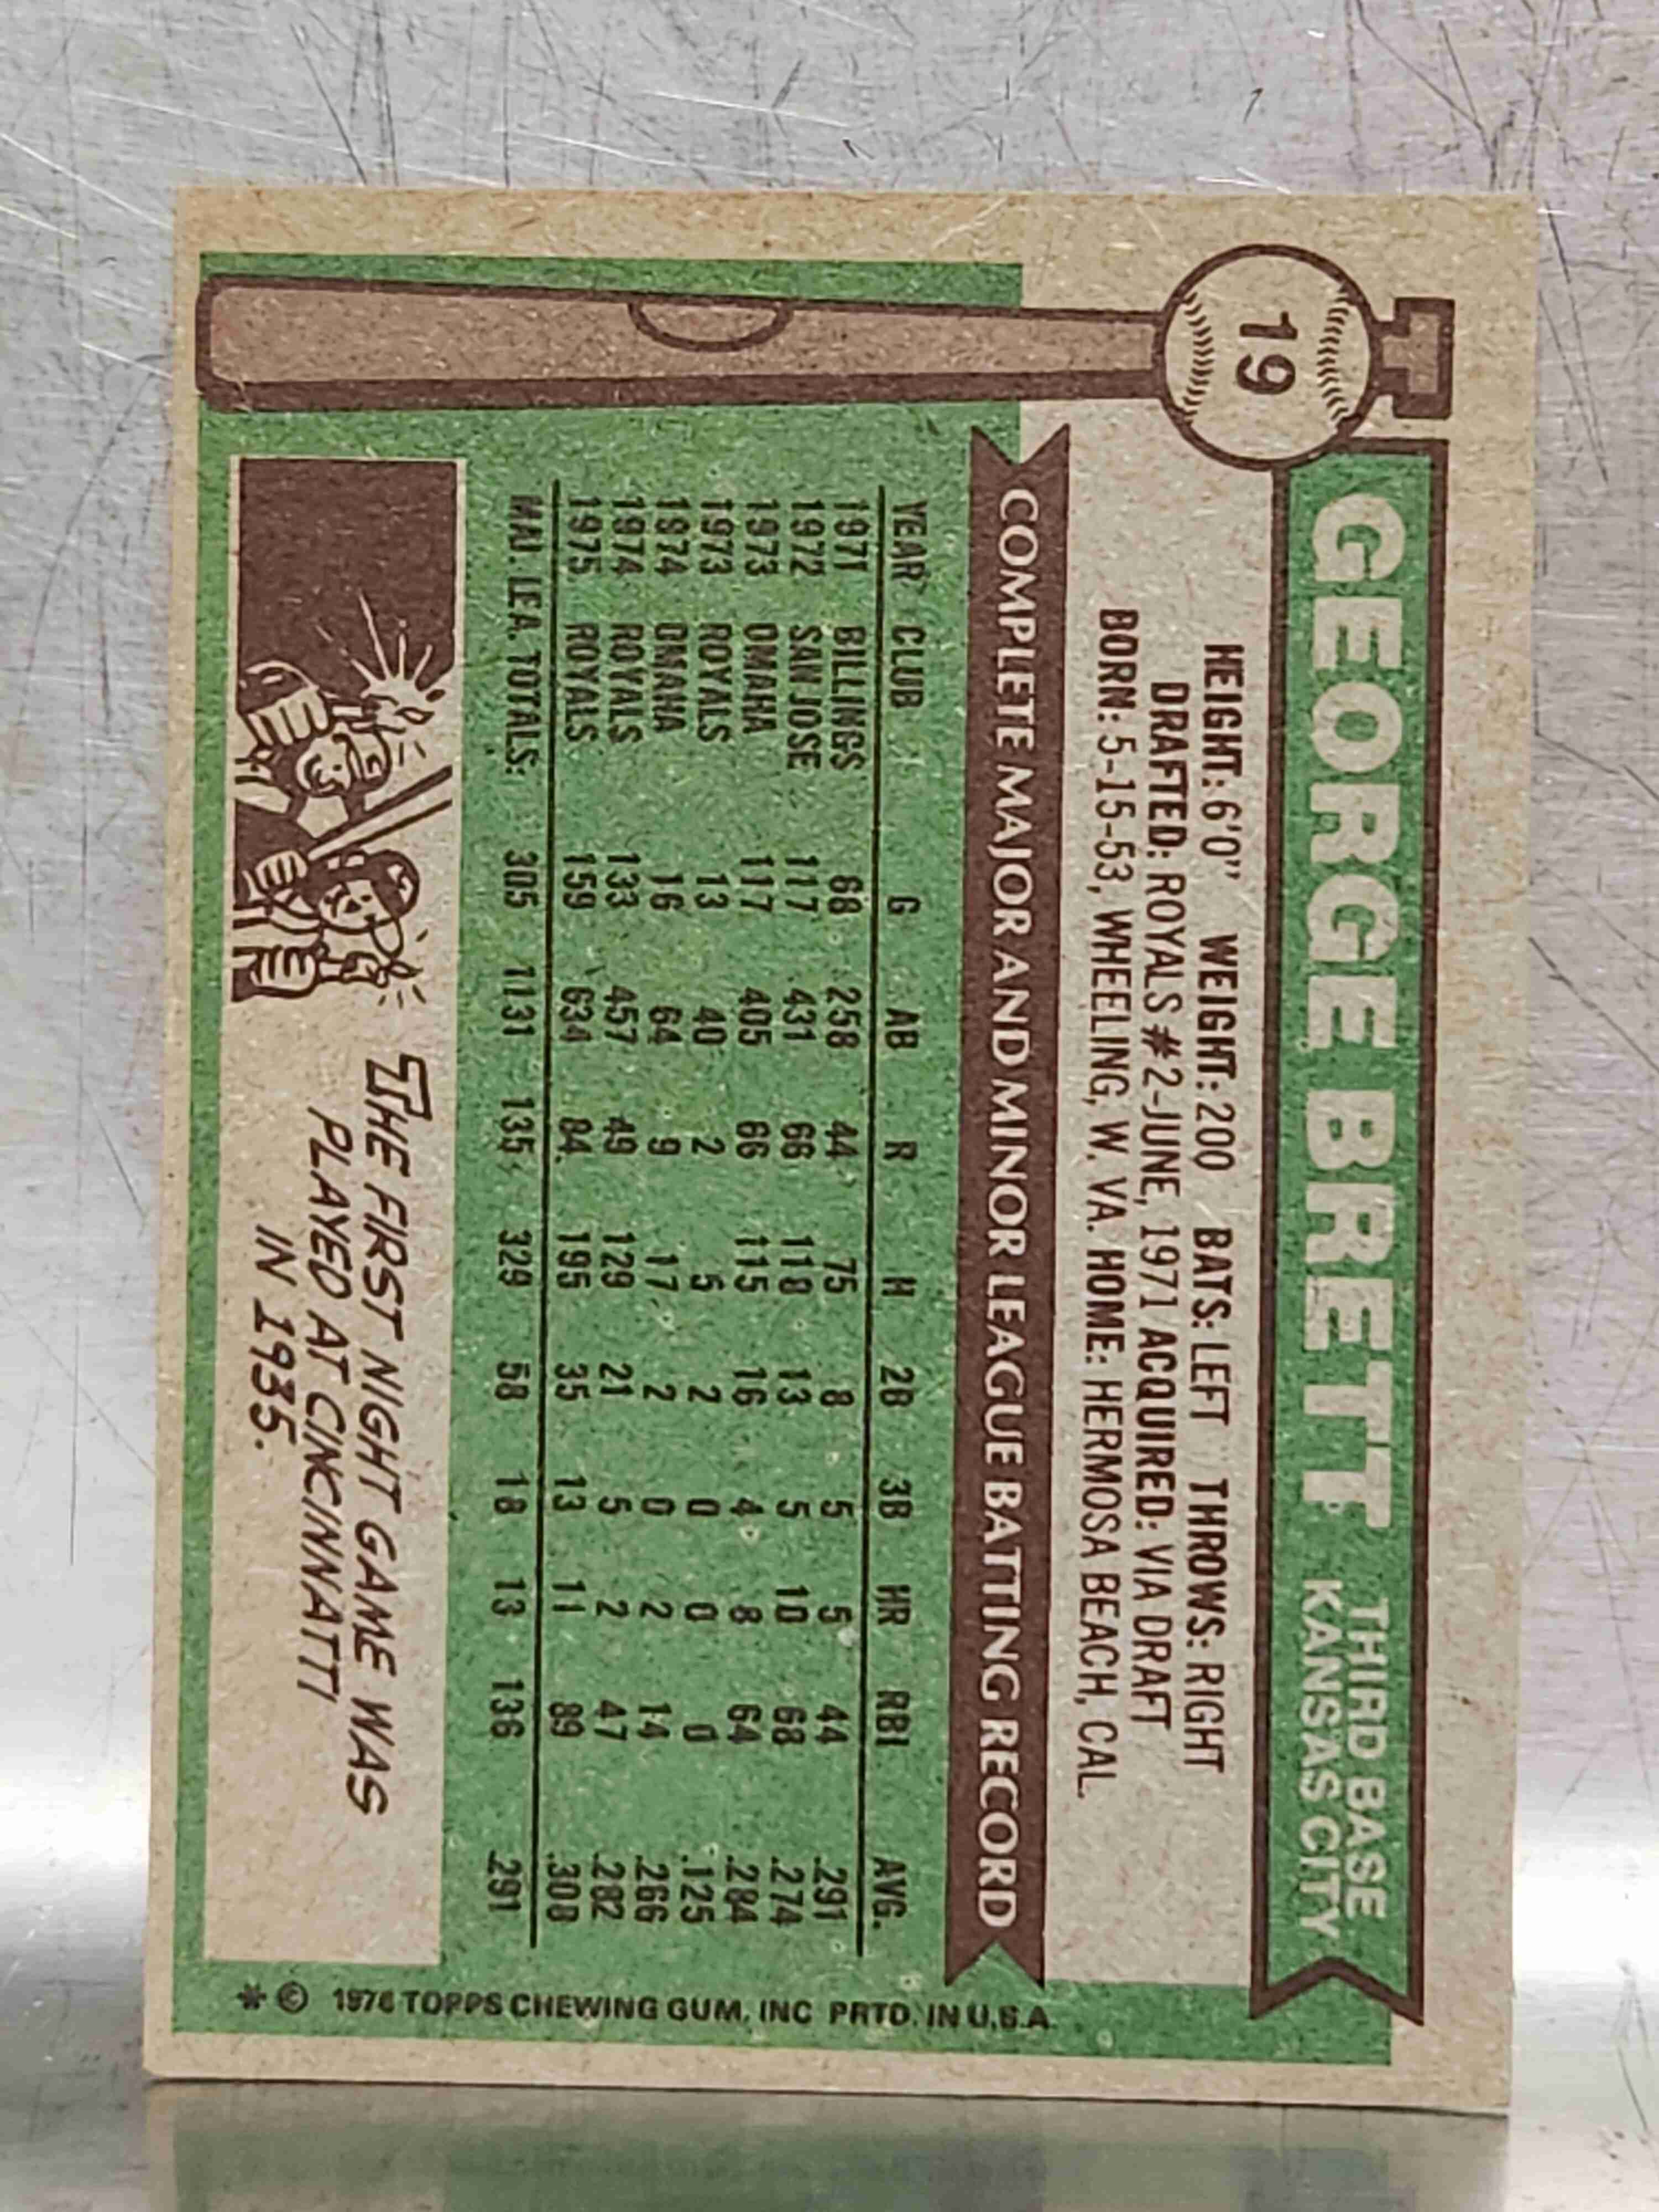 19
GEORGE BRETT
THIRD BASE
KANSAS CITY
HEIGHT: 6'0" WEIGHT: 200 BATS: LEFT THROWS: RIGHT
DRAFTED: ROYALS #2-JUNE, 1971 ACQUIRED: VIA DRAFT
BORN: 5-15-53, WHEELING, W. VA. HOME: HERMOSA BEACH, CAL.
COMPLETE MAJOR AND MINOR LEAGUE BATTING RECORD
YEAR CLUB G AB R H 2B 3B HR RBI AVG.
1971 BILLINGS 68 258 44 75 8 5 5 44 .291
1972 SAN JOSE 117 431 66 118 13 5 10 68 .274
1973 OMAHA 117 405 66 115 16 4 8 64 .284
1973 ROYALS 13 40 2 5 2 0 0 0 .125
1974 OMAHA 16 64 9 17 2 0 2 14 .266
1974 ROYALS 133 457 49 129 21 5 2 47 .282
1975 ROYALS 159 634 84 195 35 13 11 89 .308
MAJ. LEA. TOTALS: 305 1131 135 329 58 18 13 136 .291
THE FIRST NIGHT GAME WAS
PLAYED AT CINCINNATTI
IN 1935.
* © 1976 TOPPS CHEWING GUM, INC PRTD. IN U.S.A.